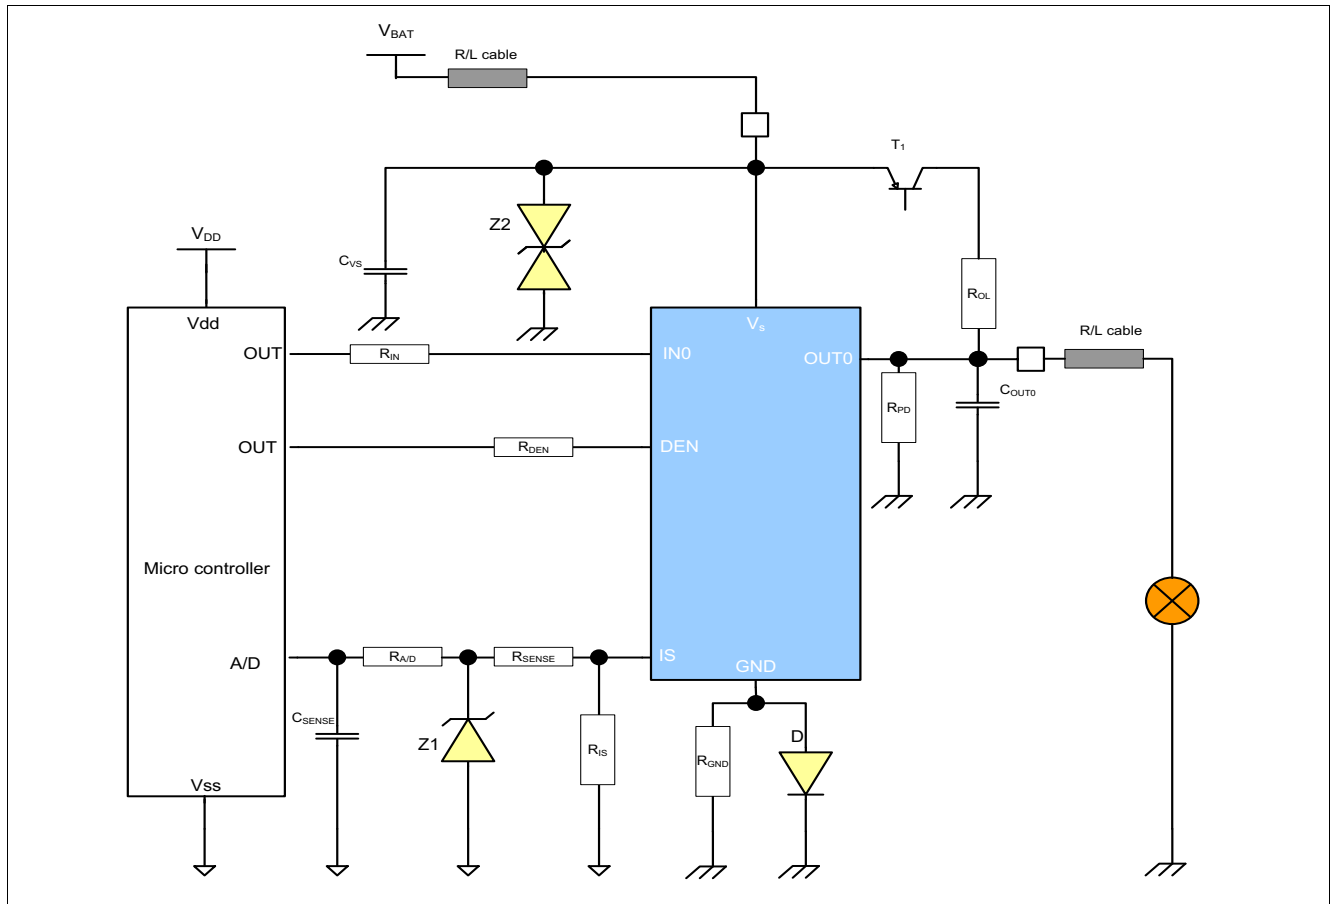 VBAT
R/L cable
T1
Z2
VDD
CVS
ROL
R/L cable
Vdd
Vs
OUT
RIN
IN0
OUT0
RPD
COUT0
OUT
RDEN
DEN
Micro controller
A/D
RA/D
RSENSE
IS
GND
CSENSE
Z1
RIS
RGND
D
Vss